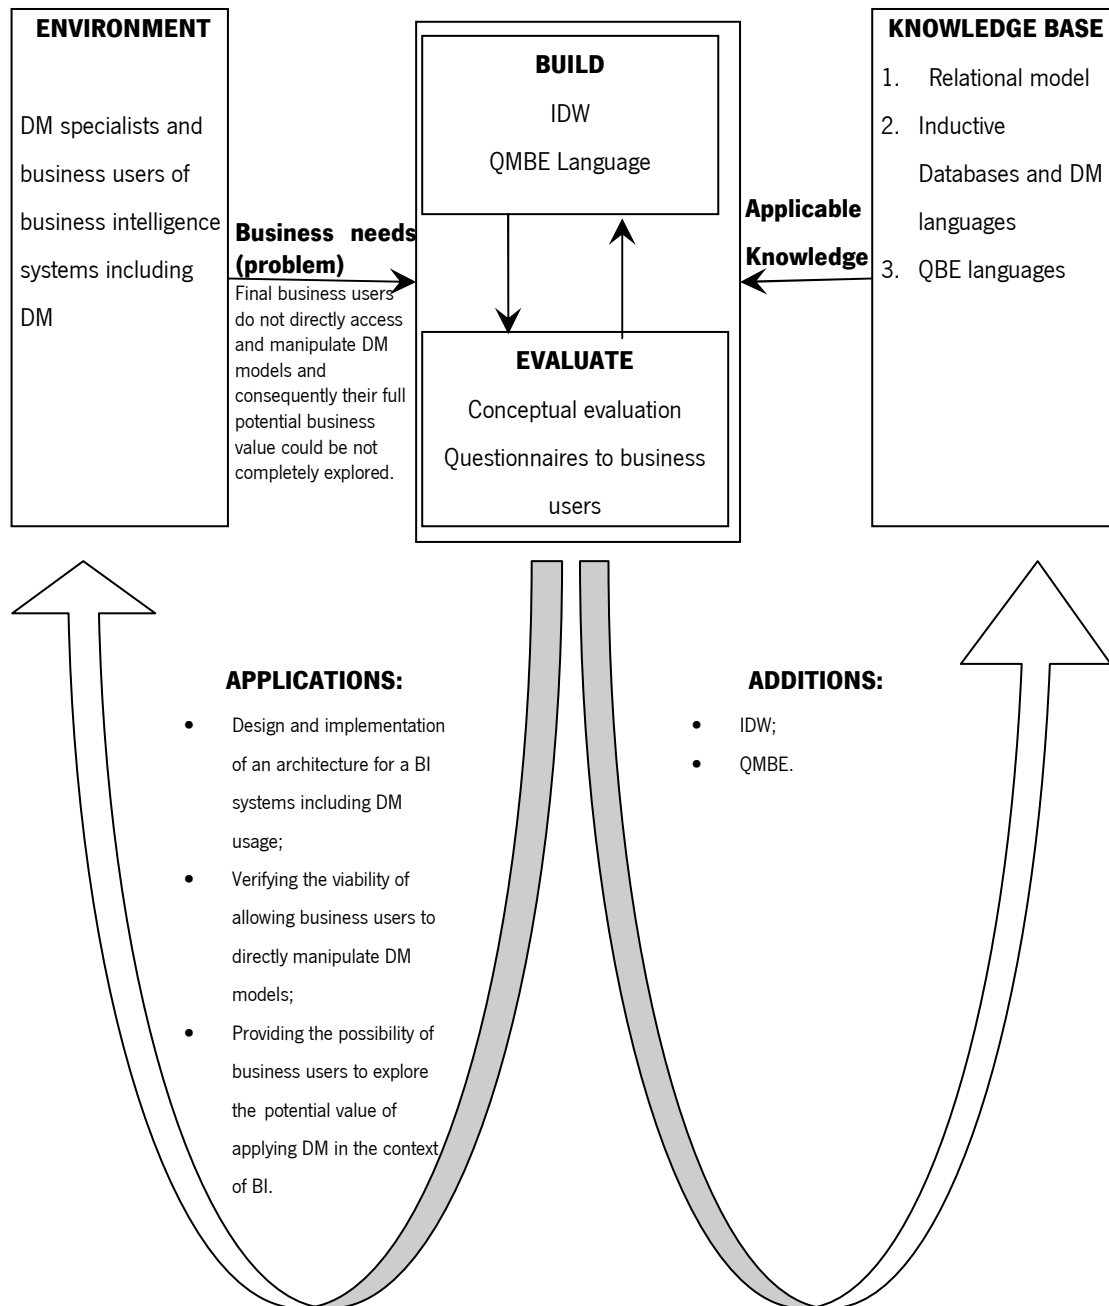 ENVIRONMENT
DM specialists and
business users of
business intelligence
systems including
DM
Business needs
(problem)
Final business users
do not directly access
and manipulate DM
models and
consequently their full
potential business
value could be not
completely explored.
BUILD
IDW
QMBE Language
EVALUATE
Conceptual evaluation
Questionnaires to business
users
Applicable
Knowledge
KNOWLEDGE BASE
1. Relational model
2. Inductive
Databases and DM
languages
3. QBE languages
APPLICATIONS:
• Design and implementation
of an architecture for a BI
systems including DM
usage;
• Verifying the viability of
allowing business users to
directly manipulate DM
models;
• Providing the possibility of
business users to explore
the potential value of
applying DM in the context
of BI.
ADDITIONS:
• IDW;
• QMBE.